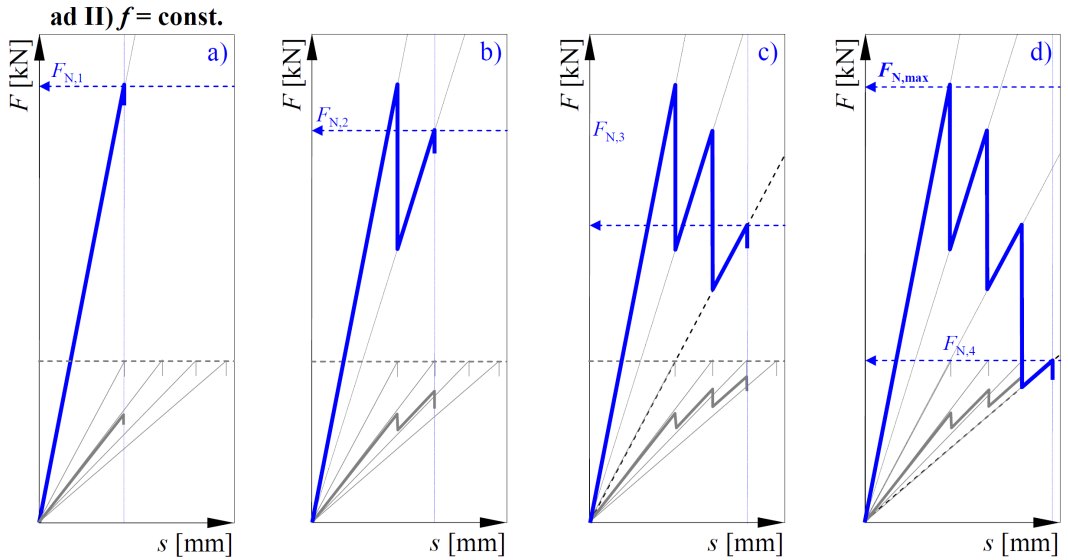 ad II) f = const.
a)
F [kN]
F_N,1
s [mm]
b)
F [kN]
F_N,2
s [mm]
c)
F [kN]
F_N,3
s [mm]
d)
F [kN]
F_N,max
F_N,4
s [mm]